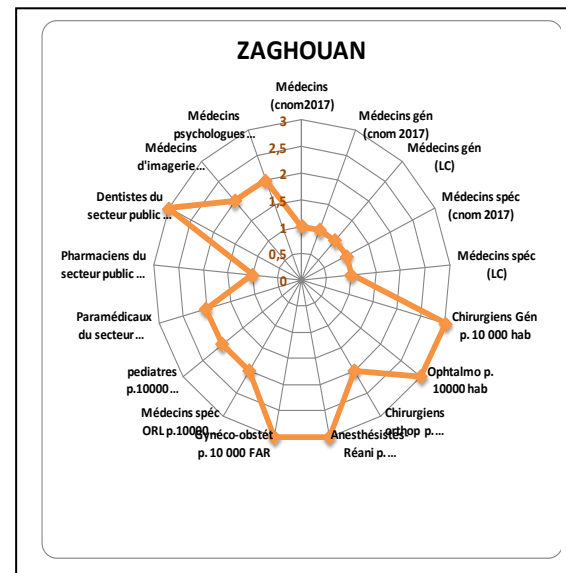 ZAGHOUAN
Médecins
(cnom2017)
Médecins gén
(cnom 2017)
Médecins gén
(LC)
Médecins spéc
(cnom 2017)
Médecins spéc
(LC)
Chirurgiens Gén
p. 10 000 hab
Ophtalmo p.
10000 hab
Chirurgiens
orthop p. ...
Anesthésistes-
Réani p. ...
Gynéco-obstét
p. 10 000 FAR
Médecins spéc
ORL p.10000...
pediatres
p.10000...
Paramédicaux
du secteur...
Pharmaciens du
secteur public ...
Dentistes du
secteur public ...
Médecins
d'imagerie...
Médecins
psychologues...
3
2,5
2
1,5
1
0,5
0